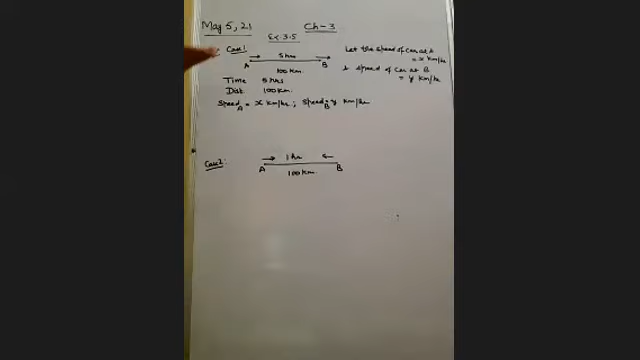 May 5, 21 Ch-3
Ex 3.5
Case 1
5 hrs
A B
100 km
Let the speed of car at A
= x km/hr
& speed of car at B
= y km/hr
Time 5 hrs
Dist 100 km
Speed A = x km/hr ; Speed B = y km/hr
Case 2:
1 hr
A B
100 km